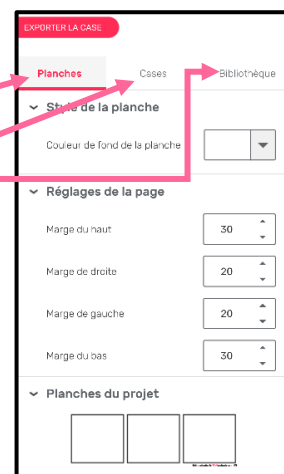 EXPORTER LA CASE
Planches Cases Bibliothèque
Style de la planche
Couleur de fond de la planche
Réglages de la page
Marge du haut 30
Marge de droite 20
Marge de gauche 20
Marge du bas 30
Planches du projet